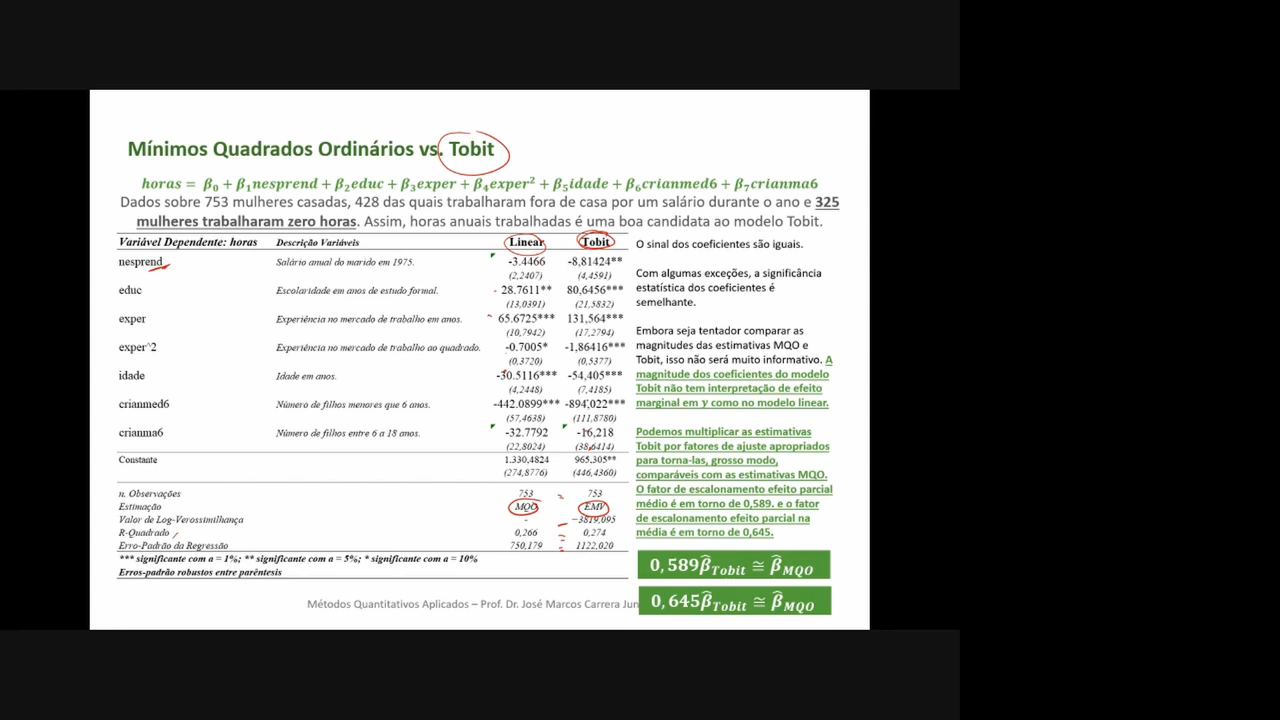 Mínimos Quadrados Ordinários vs. Tobit
horas = β₀ + β₁nesprend + β₂educ + β₃exper + β₄exper² + β₅idade + β₆crianmed6 + β₇crianma6
Dados sobre 753 mulheres casadas, 428 das quais trabalharam fora de casa por um salário durante o ano e 325
mulheres trabalharam zero horas. Assim, horas anuais trabalhadas é uma boa candidata ao modelo Tobit.
Variável Dependente: horas Descrição Variáveis Linear Tobit
nesprend Salário anual do marido em 1975. -3.4466 -8,81424**
(2,2407) (4,4591)
educ Escolaridade em anos de estudo formal. 28.7611** 80,6456***
(13,0391) (21,5832)
exper Experiência no mercado de trabalho em anos. 65.6725*** 131,564***
(10,7942) (17,2794)
exper^2 Experiência no mercado de trabalho ao quadrado. -0.7005* -1,86416***
(0,3720) (0,5377)
idade Idade em anos. -30.5116*** -54,405***
(4,2448) (7,4185)
crianmed6 Número de filhos menores que 6 anos. -442.0899*** -894,022***
(57,4638) (111,8780)
crianma6 Número de filhos entre 6 a 18 anos. -32.7792 -16,218
(22,8024) (38,6414)
Constante 1.330,4824 965,305**
(274,8776) (446,4360)
n. Observações 753 753
Estimação MQO EMV
Valor de Log-Verossimilhança - −3819,095
R-Quadrado 0,266 0,274
Erro-Padrão da Regressão 750,179 1122,020
*** significante com a = 1%; ** significante com a = 5%; * significante com a = 10%
Erros-padrão robustos entre parêntesis
O sinal dos coeficientes são iguais.
Com algumas exceções, a significância
estatística dos coeficientes é
semelhante.
Embora seja tentador comparar as
magnitudes das estimativas MQO e
Tobit, isso não será muito informativo. A
magnitude dos coeficientes do modelo
Tobit não tem interpretação de efeito
marginal em y como no modelo linear.
Podemos multiplicar as estimativas
Tobit por fatores de ajuste apropriados
para torna-las, grosso modo,
comparáveis com as estimativas MQO.
O fator de escalonamento efeito parcial
médio é em torno de 0,589. e o fator
de escalonamento efeito parcial na
média é em torno de 0,645.
0,589β̂Tobit ≅ β̂MQO
0,645β̂Tobit ≅ β̂MQO
Métodos Quantitativos Aplicados – Prof. Dr. José Marcos Carrera Jun